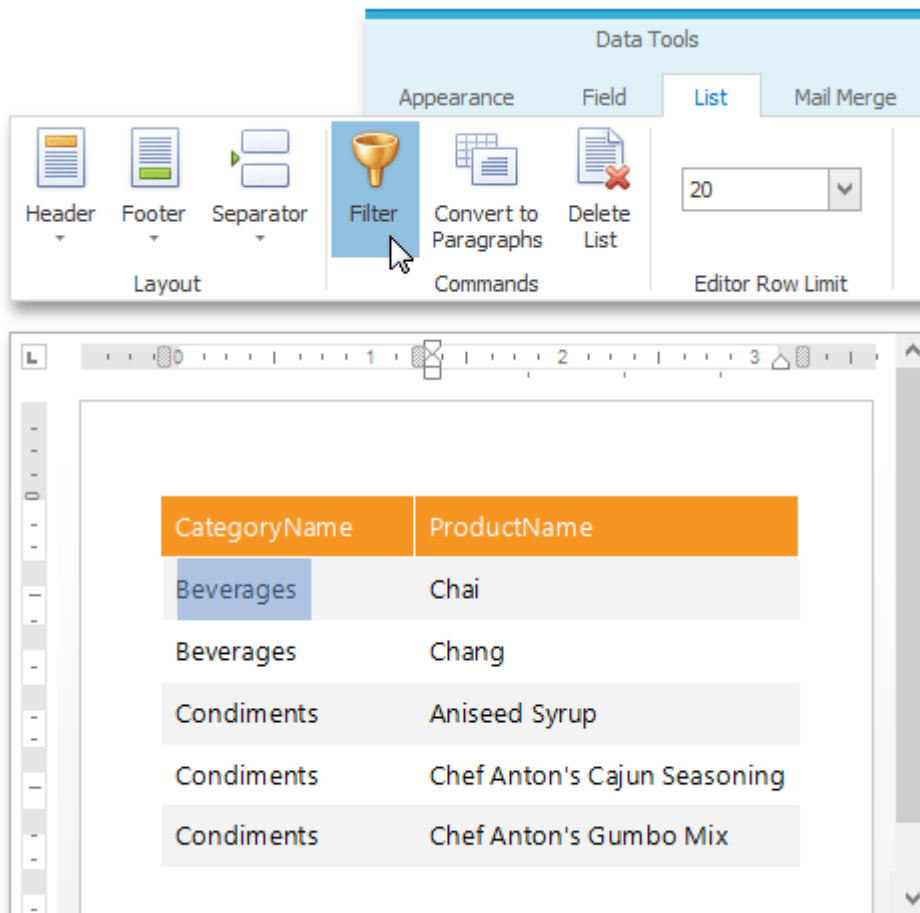 Data Tools
Appearance Field List Mail Merge
Header Footer Separator Filter Convert to Paragraphs Delete List 20
Layout Commands Editor Row Limit
L 0 1 2 3
0
CategoryName ProductName
Beverages Chai
Beverages Chang
Condiments Aniseed Syrup
Condiments Chef Anton's Cajun Seasoning
Condiments Chef Anton's Gumbo Mix